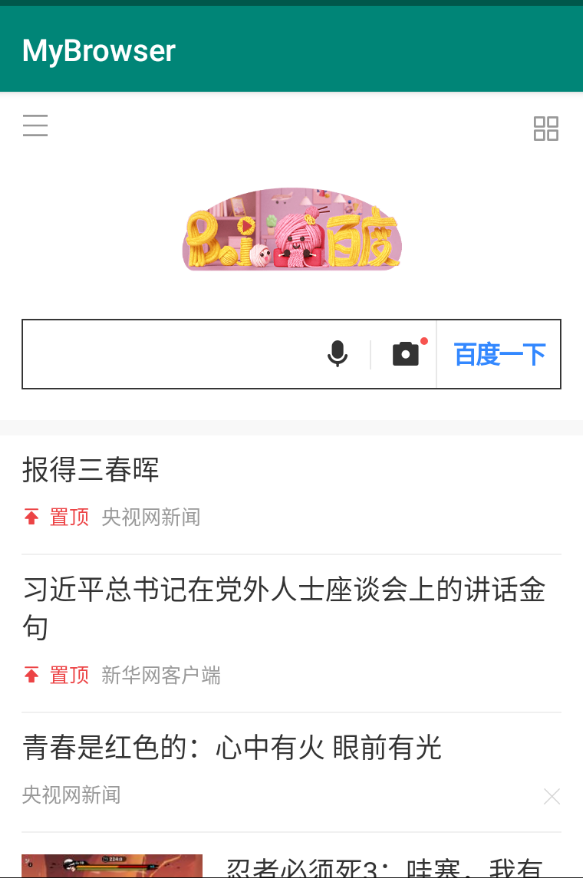 MyBrowser
Bai 百度
百度一下
报得三春晖
置顶 央视网新闻
习近平总书记在党外人士座谈会上的讲话金
句
置顶 新华网客户端
青春是红色的：心中有火 眼前有光
央视网新闻
忍者必须死3：哇塞，我有